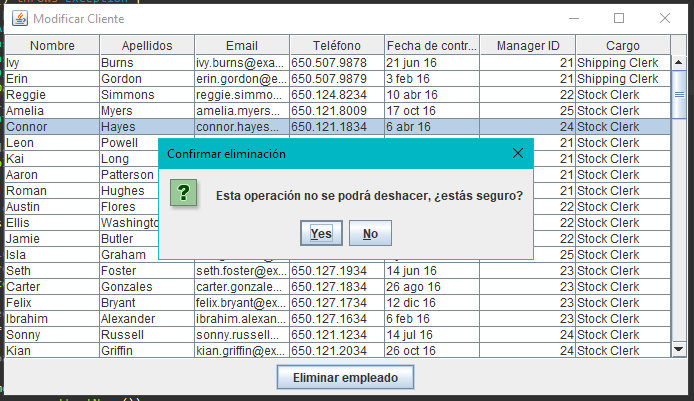 ) throws Exception {
Modificar Cliente
Nombre Apellidos Email Teléfono Fecha de contr... Manager ID Cargo
Ivy Burns ivy.burns@exa... 650.507.9878 21 jun 16 21 Shipping Clerk
Erin Gordon erin.gordon@e... 650.507.9879 3 feb 16 21 Shipping Clerk
Reggie Simmons reggie.simmo... 650.124.8234 10 abr 16 22 Stock Clerk
Amelia Myers amelia.myers... 650.121.8009 17 oct 16 25 Stock Clerk
Connor Hayes connor.hayes... 650.121.1834 6 abr 16 24 Stock Clerk
Leon Powell 21 Stock Clerk
Kai Long 21 Stock Clerk
Aaron Patterson 21 Stock Clerk
Roman Hughes 21 Stock Clerk
Austin Flores 22 Stock Clerk
Ellis Washingto 22 Stock Clerk
Jamie Butler 22 Stock Clerk
Isla Graham 25 Stock Clerk
Confirmar eliminación
Esta operación no se podrá deshacer, ¿estás seguro?
Yes No
Seth Foster seth.foster@ex... 650.127.1934 14 jun 16 23 Stock Clerk
Carter Gonzales carter.gonzale... 650.127.1834 26 ago 16 23 Stock Clerk
Felix Bryant felix.bryant@ex... 650.127.1734 12 dic 16 23 Stock Clerk
Ibrahim Alexander ibrahim.alexan... 650.127.1634 6 feb 16 23 Stock Clerk
Sonny Russell sonny.russell... 650.121.1234 14 jul 16 24 Stock Clerk
Kian Griffin kian.griffin@ex... 650.121.2034 26 oct 16 24 Stock Clerk
Eliminar empleado